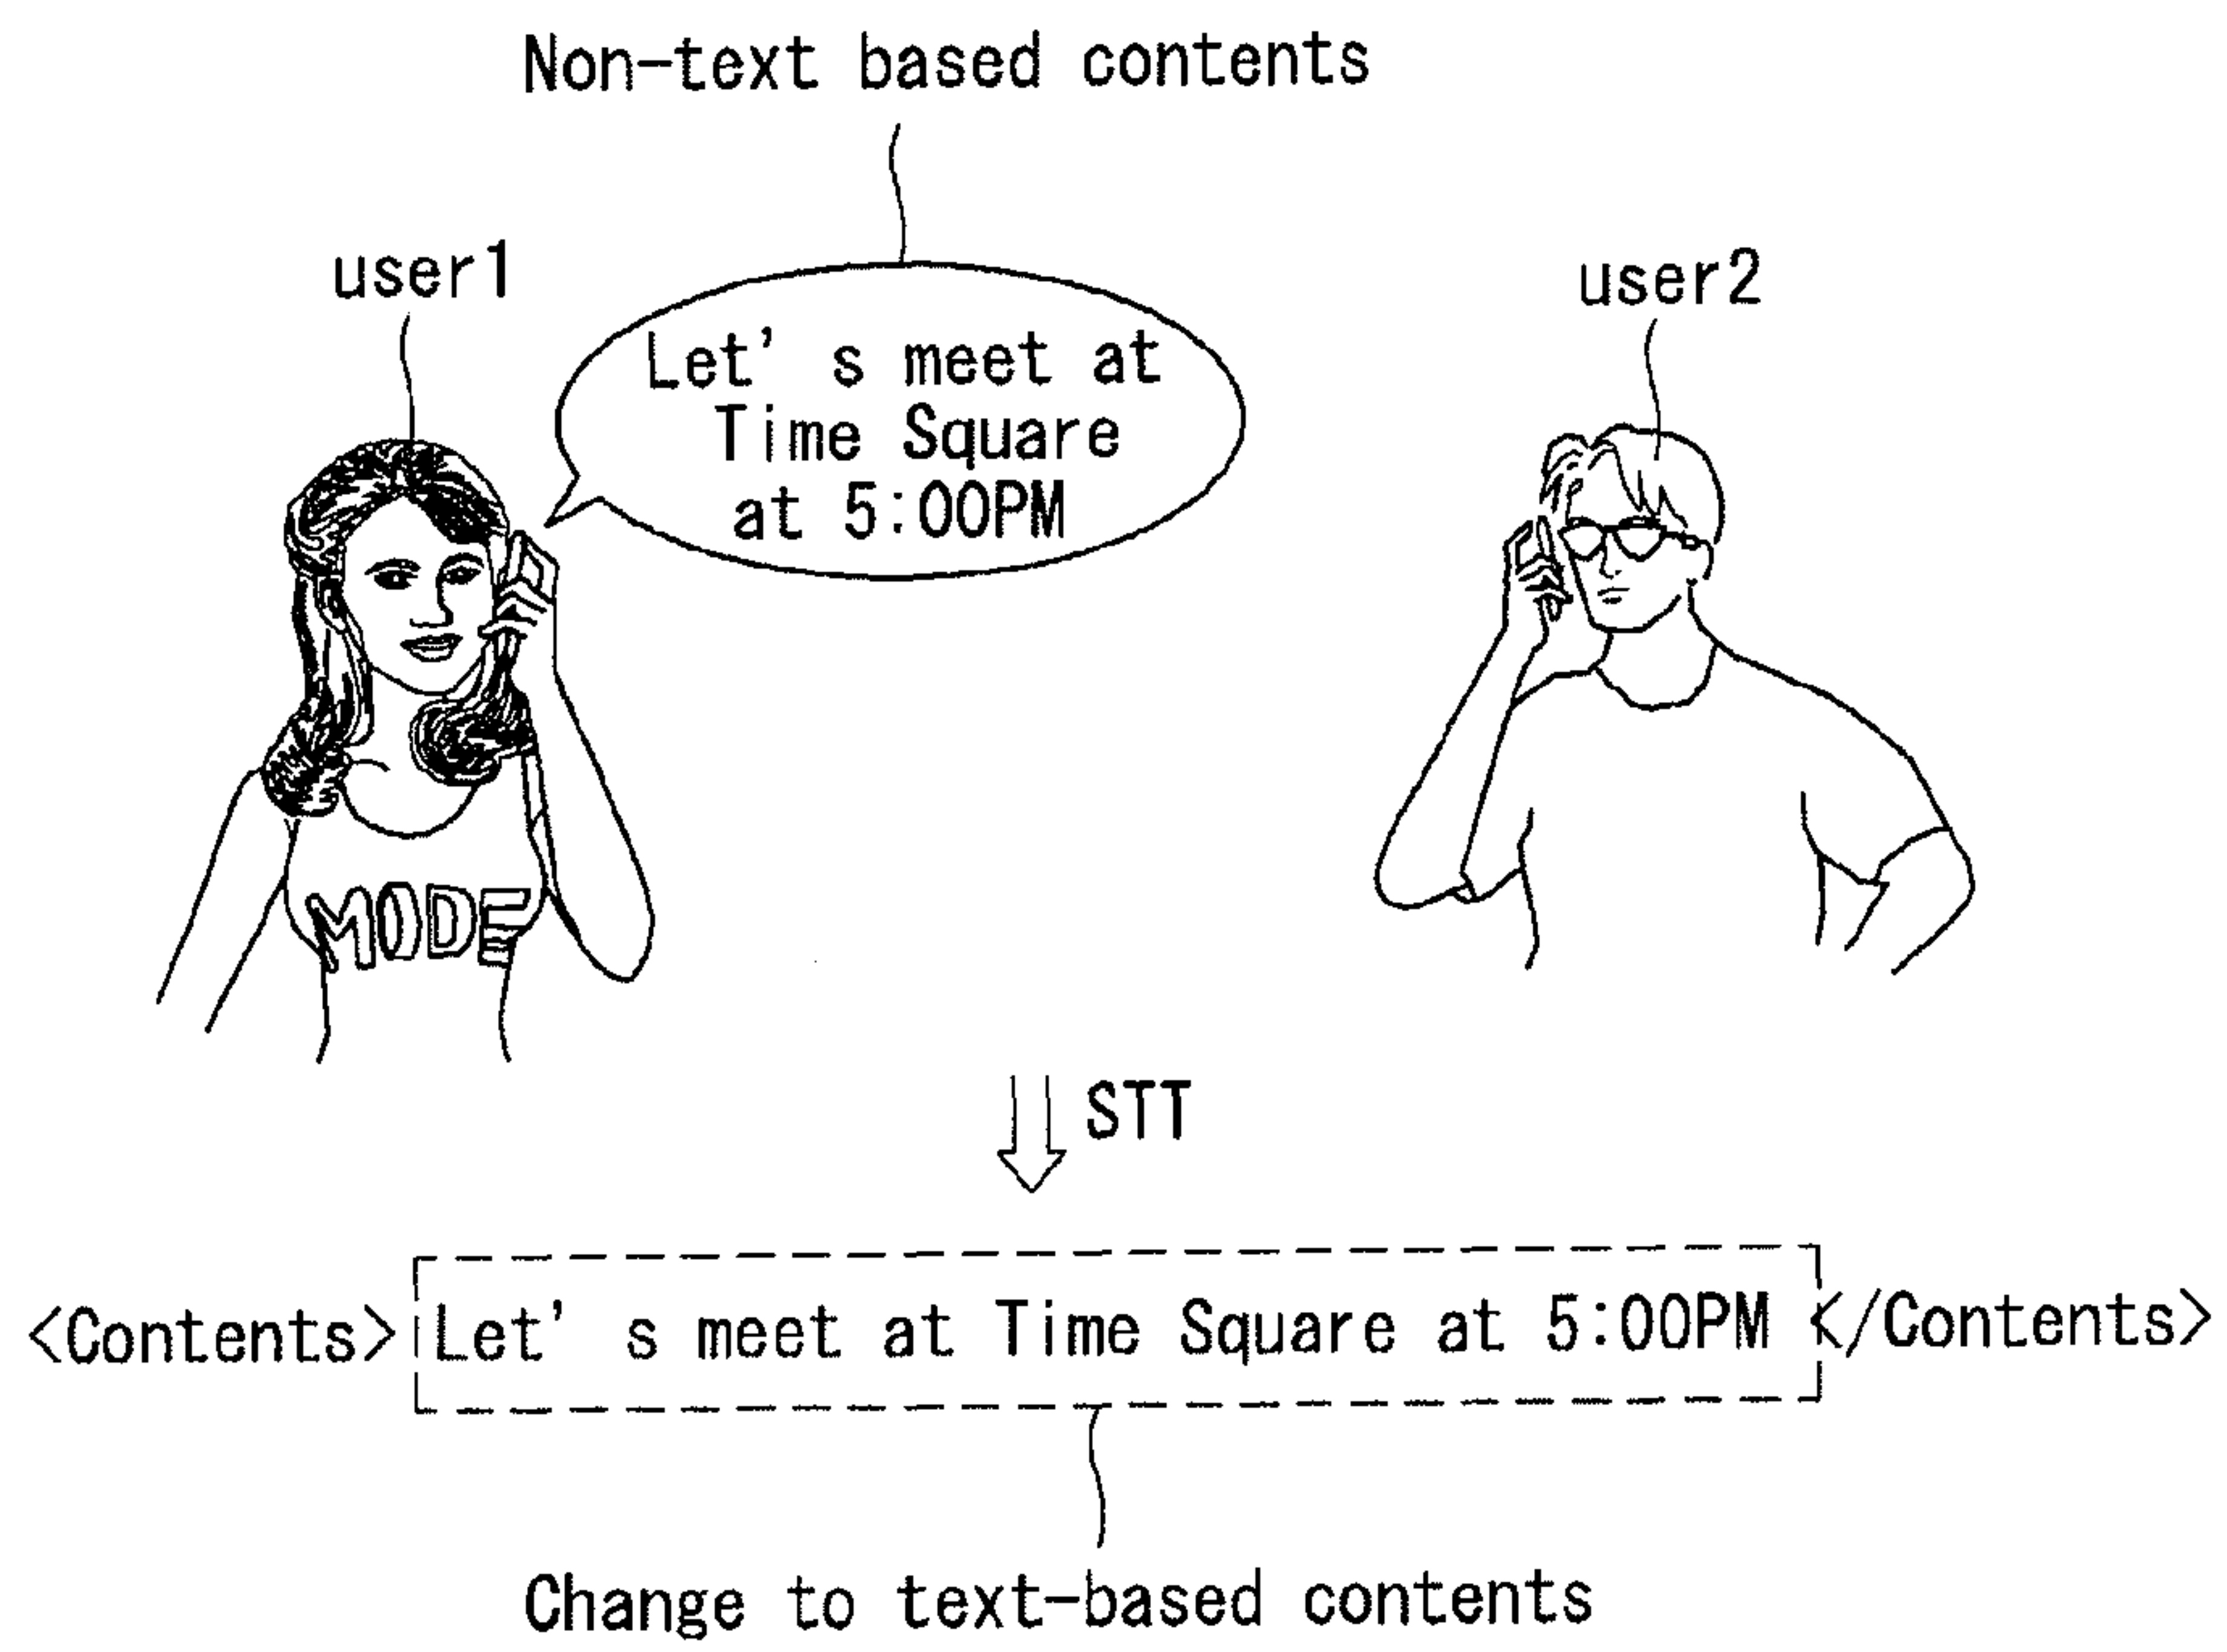 Non-text based contents
user1
user2
Let's meet at
Time Square
at 5:00PM
MODE
STT
<Contents> Let's meet at Time Square at 5:00PM </Contents>
Change to text-based contents